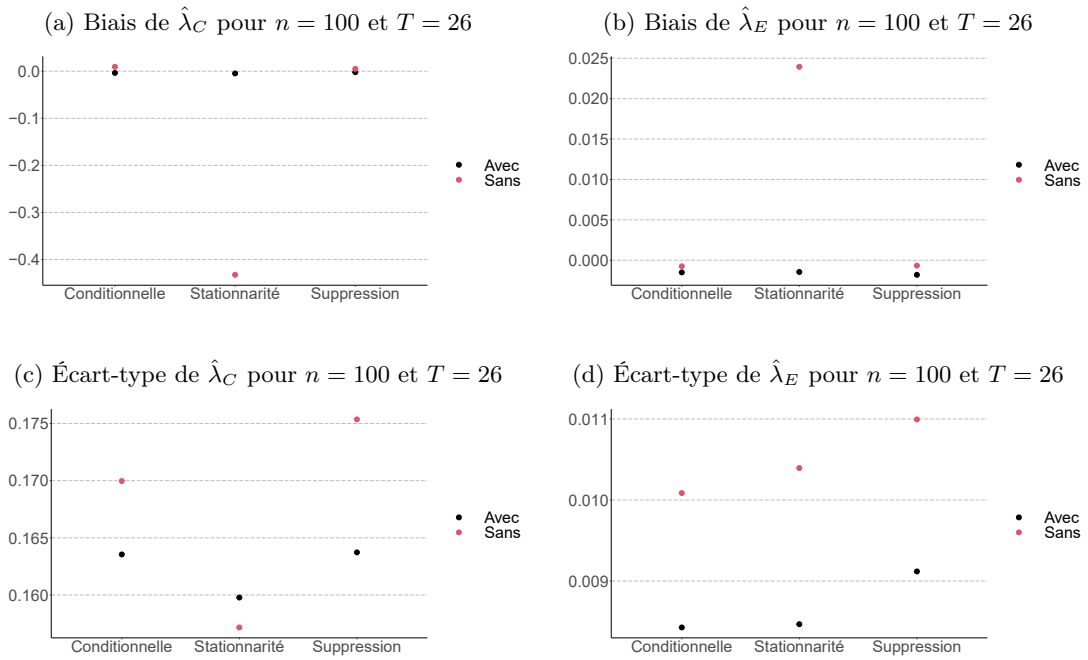 (a) Biais de λ̂_C pour n = 100 et T = 26
0.0
−0.1
−0.2
−0.3
−0.4
Conditionnelle Stationnarité Suppression
Avec
Sans
(b) Biais de λ̂_E pour n = 100 et T = 26
0.025
0.020
0.015
0.010
0.005
0.000
Conditionnelle Stationnarité Suppression
Avec
Sans
(c) Écart-type de λ̂_C pour n = 100 et T = 26
0.175
0.170
0.165
0.160
Conditionnelle Stationnarité Suppression
Avec
Sans
(d) Écart-type de λ̂_E pour n = 100 et T = 26
0.011
0.010
0.009
Conditionnelle Stationnarité Suppression
Avec
Sans